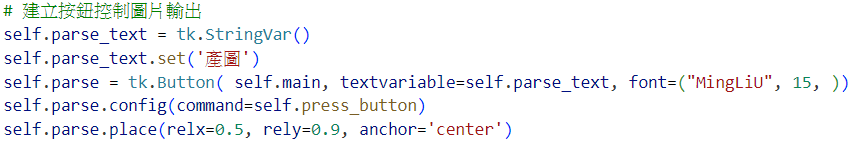 # 建立按鈕控制圖片輸出
self.parse_text = tk.StringVar()
self.parse_text.set('產圖')
self.parse = tk.Button( self.main, textvariable=self.parse_text, font=("MingLiU", 15, ))
self.parse.config(command=self.press_button)
self.parse.place(relx=0.5, rely=0.9, anchor='center')